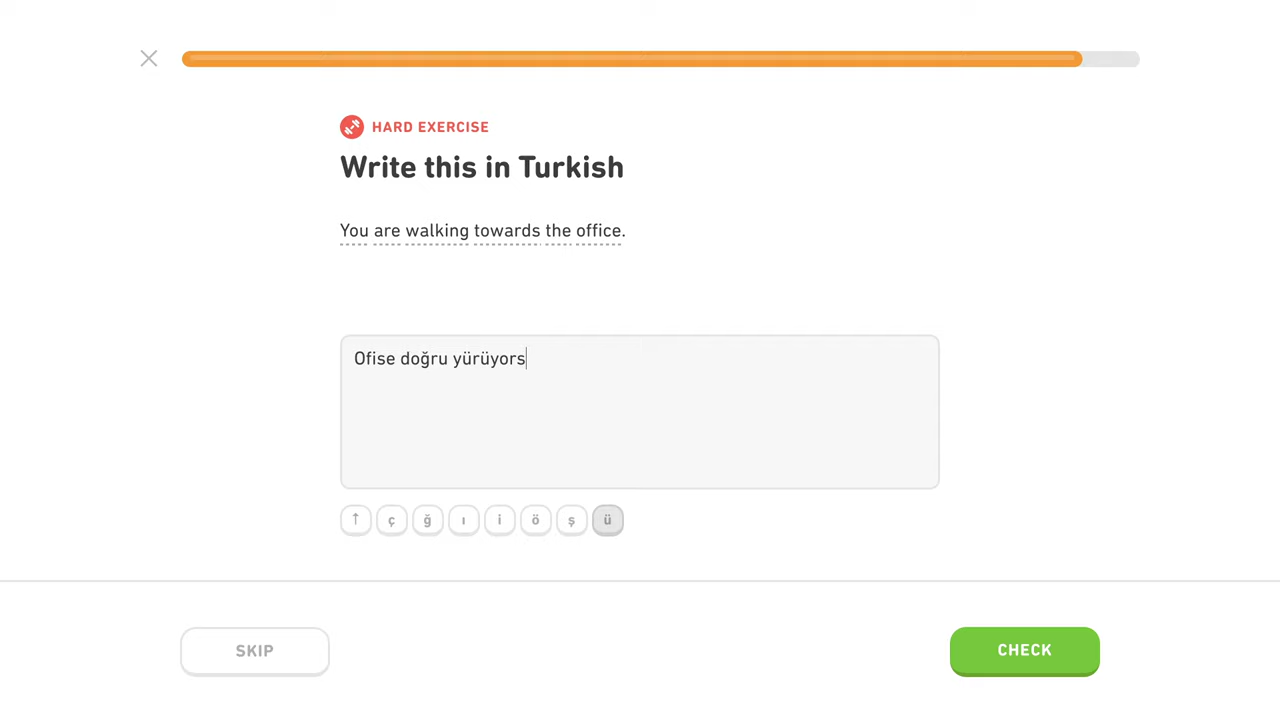 HARD EXERCISE
Write this in Turkish
You are walking towards the office.
Ofise doğru yürüyors
↑ ç ğ ı i ö ş ü
SKIP
CHECK